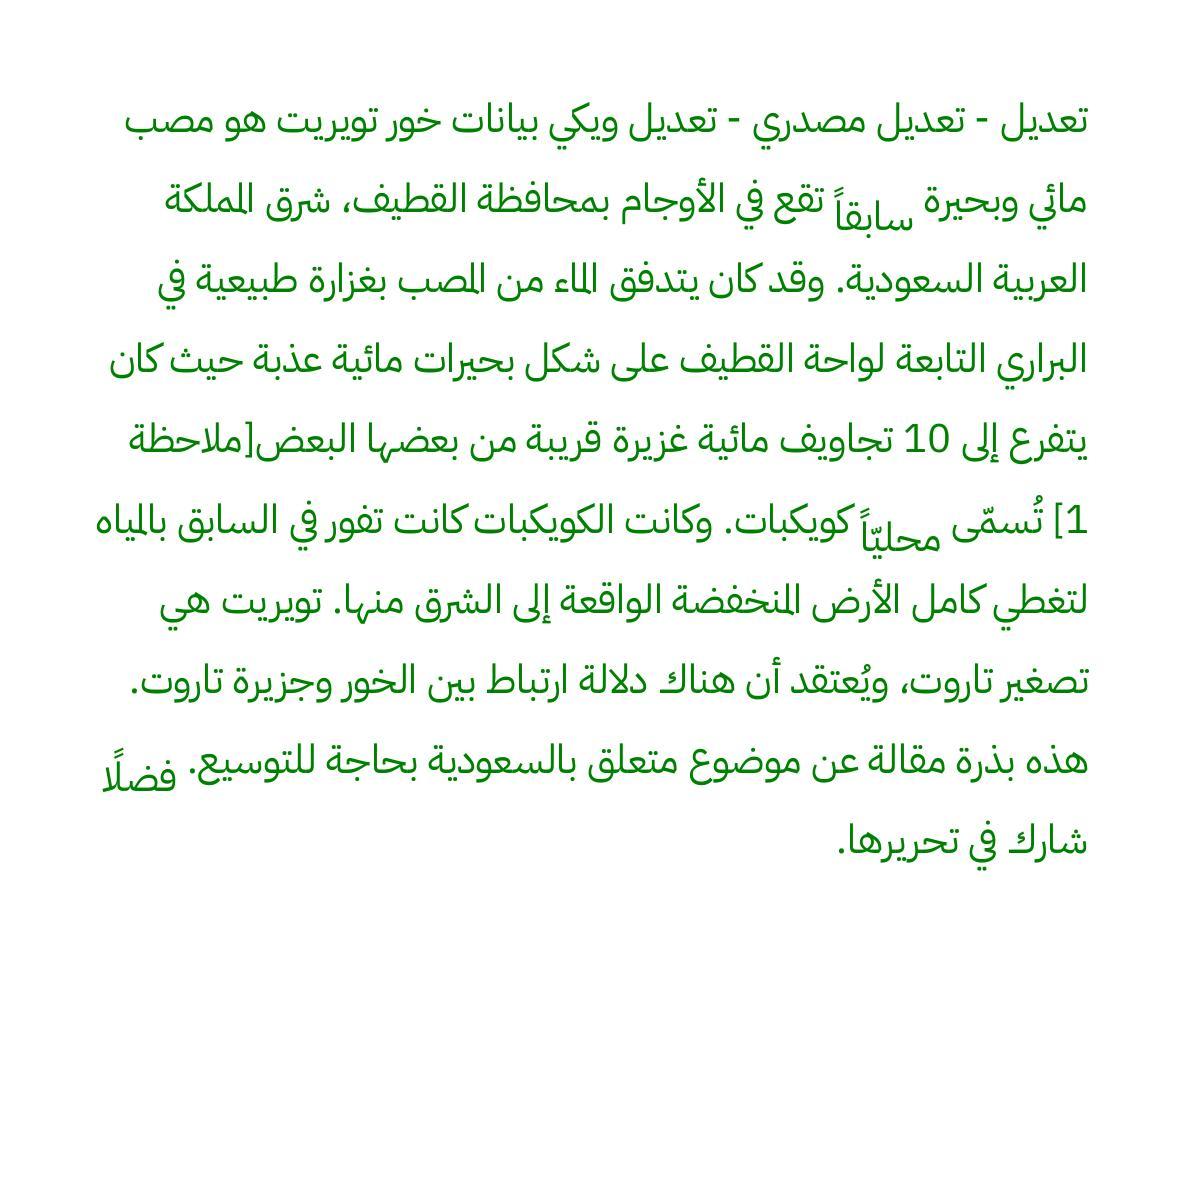 تعديل - تعديل مصدري - تعديل ويكي بيانات خور تويريت هو مصب
مائي وبحيرة سابقاً تقع في الأوجام بمحافظة القطيف، شرق المملكة
العربية السعودية. وقد كان يتدفق الماء من المصب بغزارة طبيعية في
البراري التابعة لواحة القطيف على شكل بحيرات مائية عذبة حيث كان
يتفرع إلى 10 تجاويف مائية غزيرة قريبة من بعضها البعض[ملاحظة
1] تُسمّى محليّاً كويكبات. وكانت الكويكبات كانت تفور في السابق بالمياه
لتغطي كامل الأرض المنخفضة الواقعة إلى الشرق منها. تويريت هي
تصغير تاروت، ويُعتقد أن هناك دلالة ارتباط بين الخور وجزيرة تاروت.
هذه بذرة مقالة عن موضوع متعلق بالسعودية بحاجة للتوسيع. فضلًا
شارك في تحريرها.